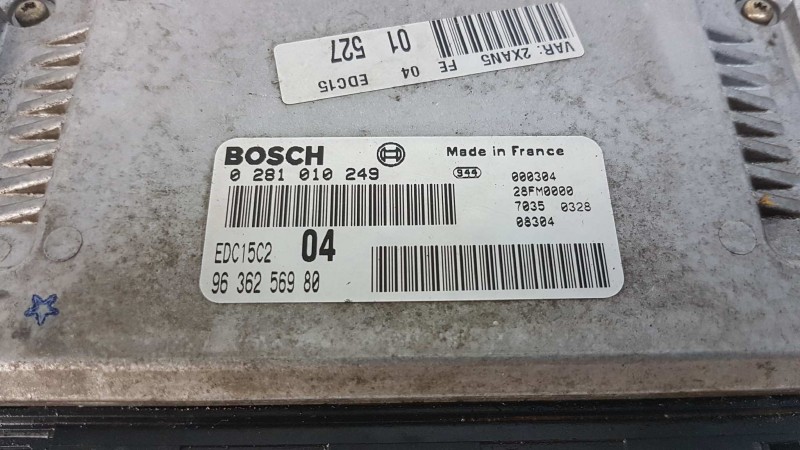 VAR: 2XAN5
FE 04 EDC15
01 527
BOSCH
Made in France
0 281 010 249
944
000304
28FM0000
7035 0328
08304
EDC15C2 04
96 362 569 80